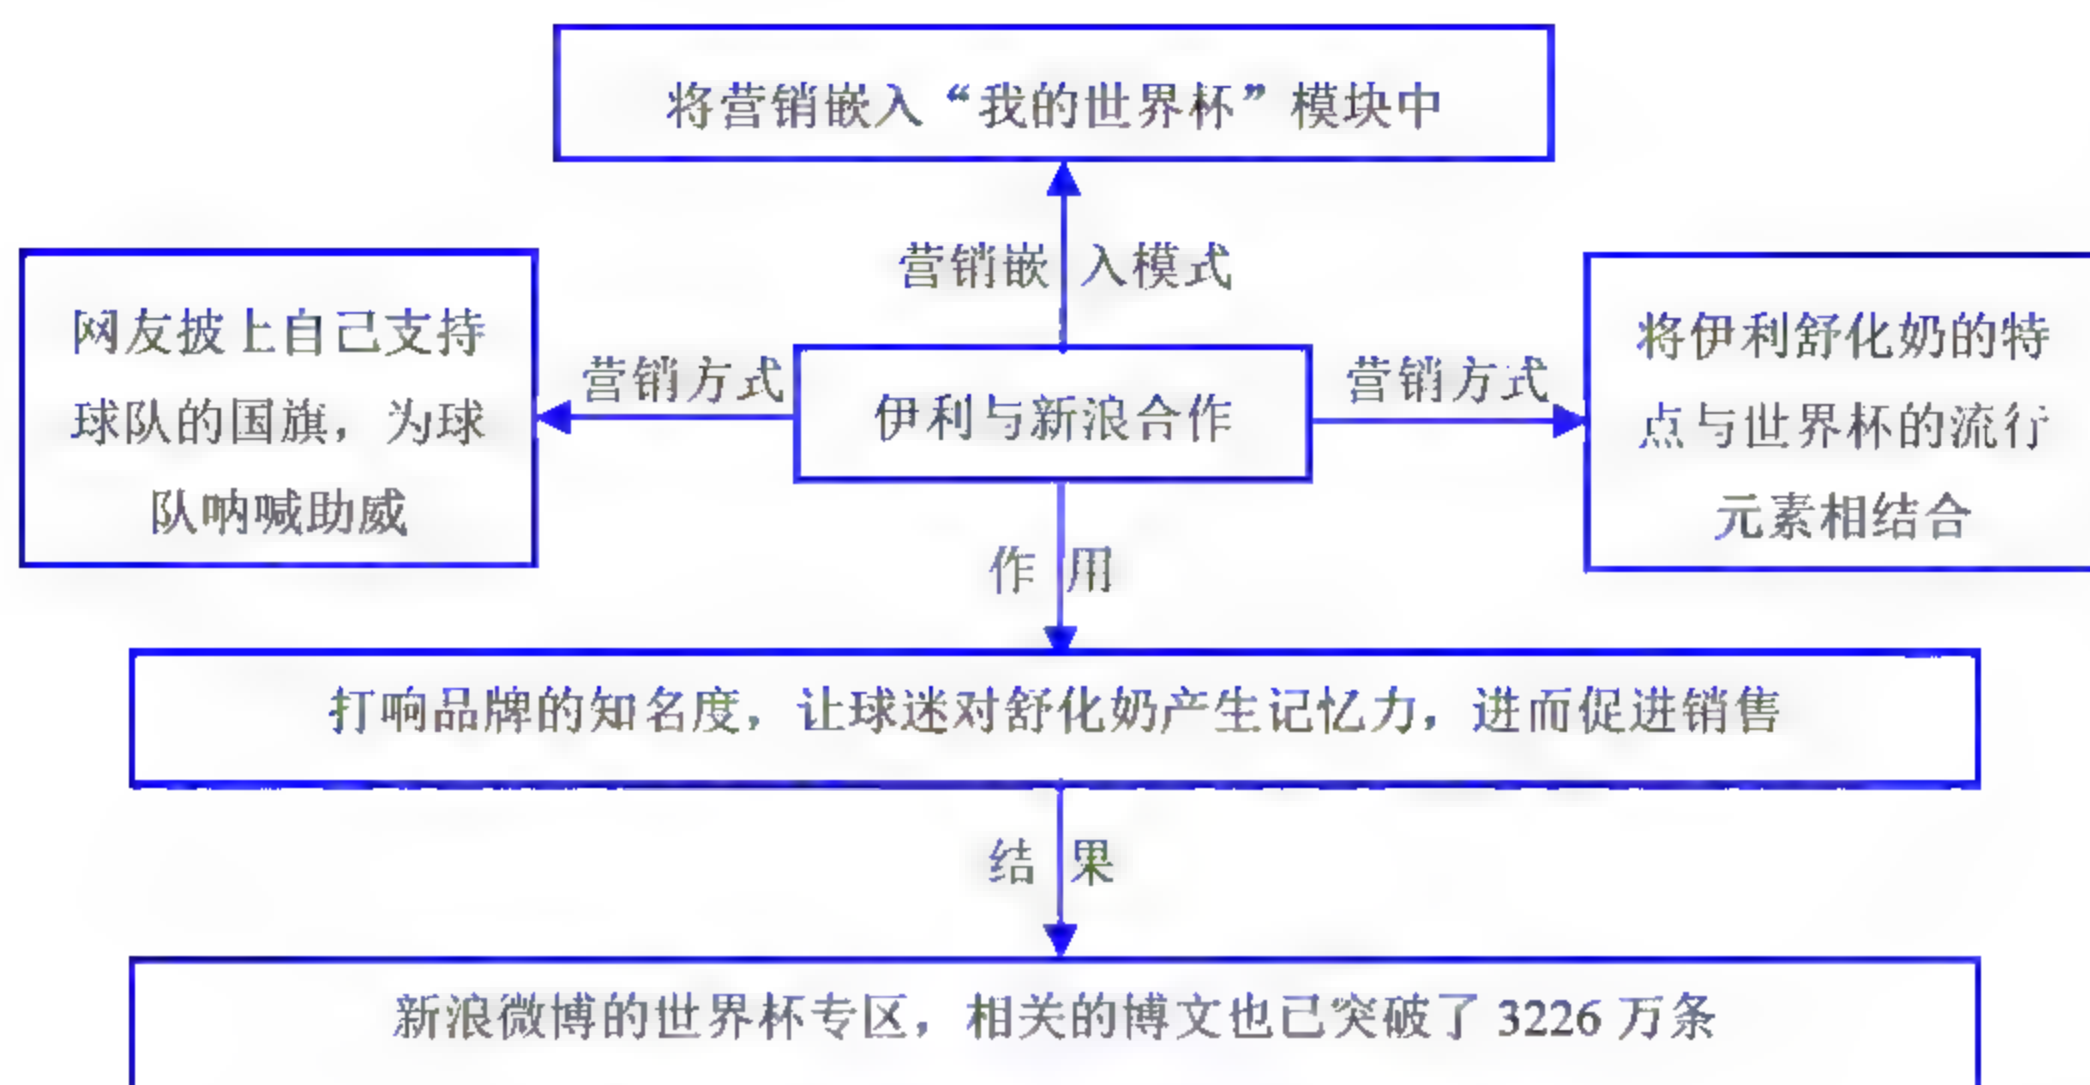 将营销嵌入“我的世界杯”模块中
营销嵌入模式
网友披上自己支持
球队的国旗，为球
队呐喊助威
营销方式
伊利与新浪合作
营销方式
将伊利舒化奶的特
点与世界杯的流行
元素相结合
作用
打响品牌的知名度，让球迷对舒化奶产生记忆力，进而促进销售
结果
新浪微博的世界杯专区，相关的博文也已突破了 3226 万条